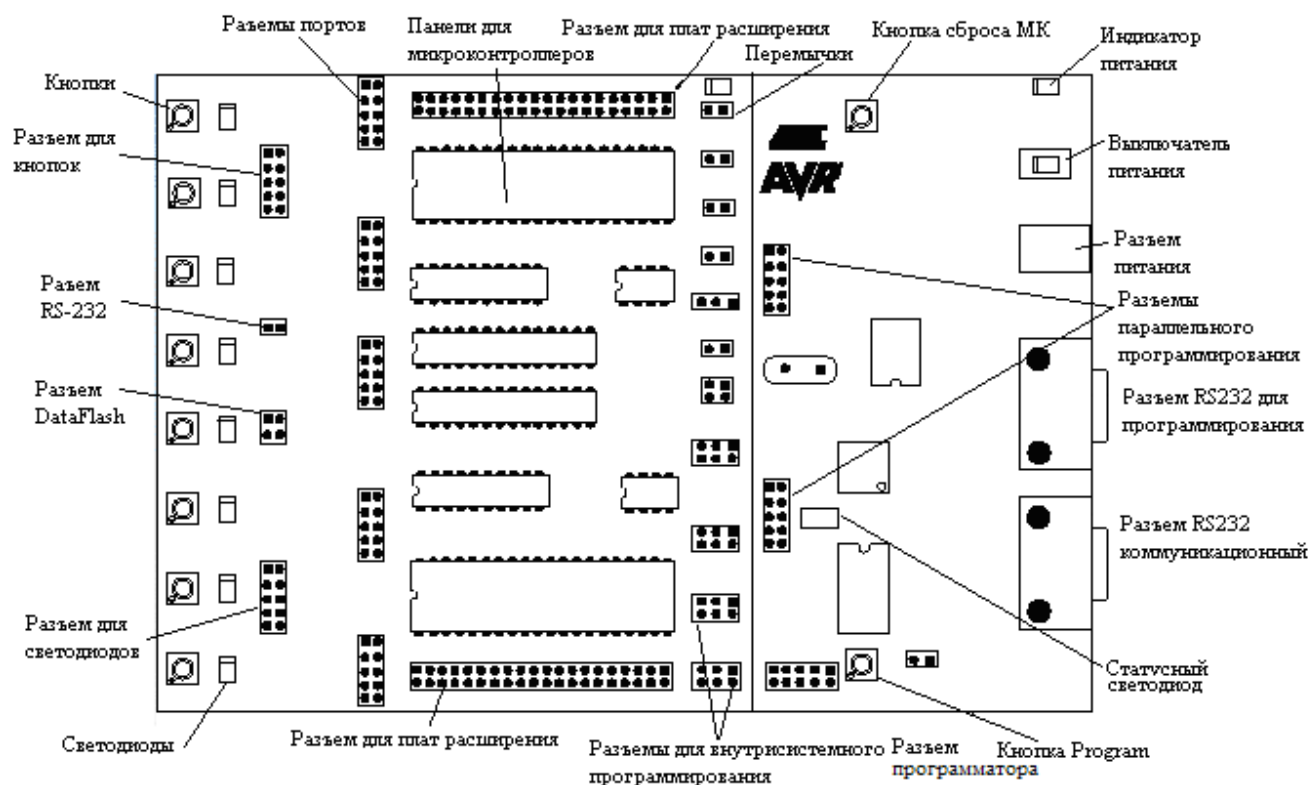 Разъемы портов
Панели для
микроконтроллеров
Разъем для плат расширения
Перемычки
Кнопка сброса МК
Индикатор
питания
Кнопки
Разъем для
кнопок
Выключатель
питания
AVR
Разъем
питания
Разъем
RS-232
Разъемы
параллельного
программирования
Разъем
DataFlash
Разъем RS232 для
программирования
Разъем RS232
коммуникационный
Разъем для
светодиодов
Статусный
светодиод
Светодиоды
Разъем для плат расширения
Разъемы для внутрисистемного
программирования
Разъем
программатора
Кнопка Program